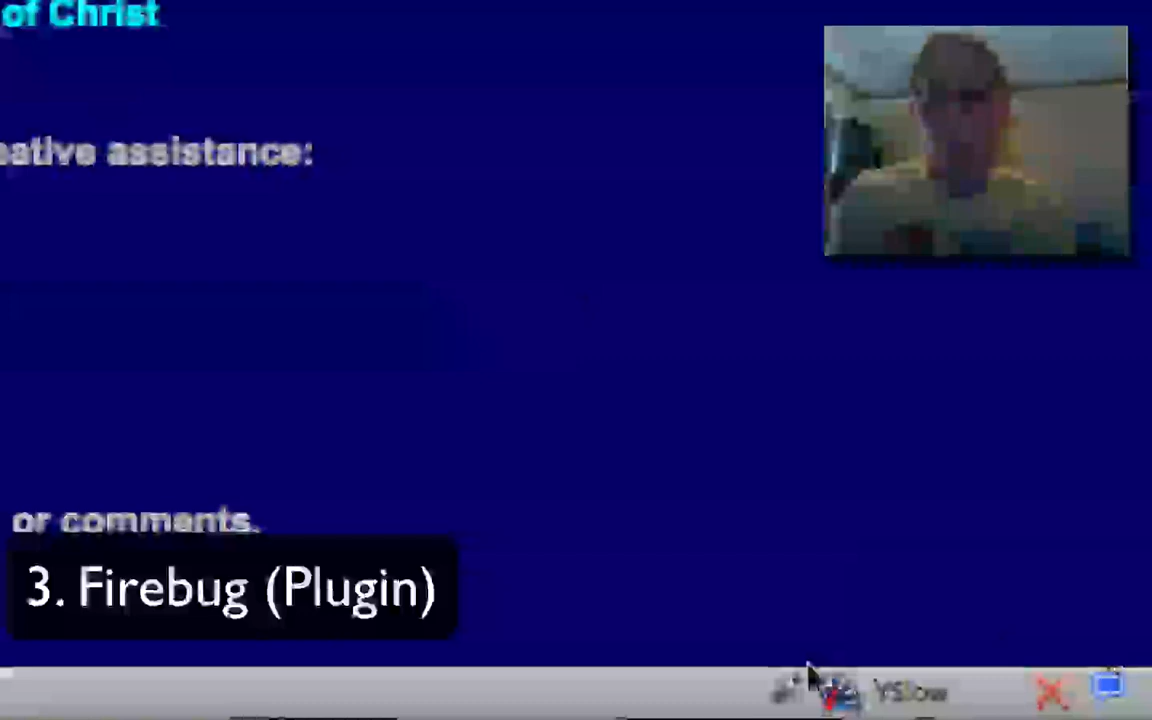 of Christ
eative assistance:
or comments.
3. Firebug (Plugin)
YSlow